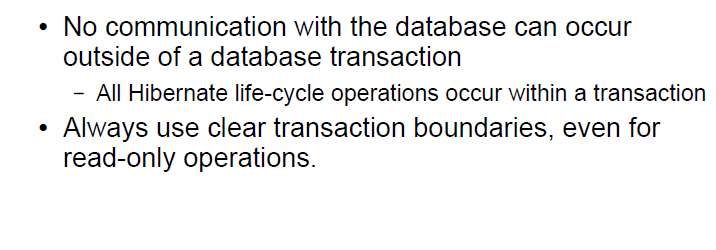 • No communication with the database can occur
outside of a database transaction
– All Hibernate life-cycle operations occur within a transaction
• Always use clear transaction boundaries, even for
read-only operations.